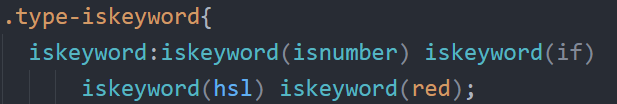 .type-iskeyword{
iskeyword:iskeyword(isnumber) iskeyword(if)
iskeyword(hsl) iskeyword(red);